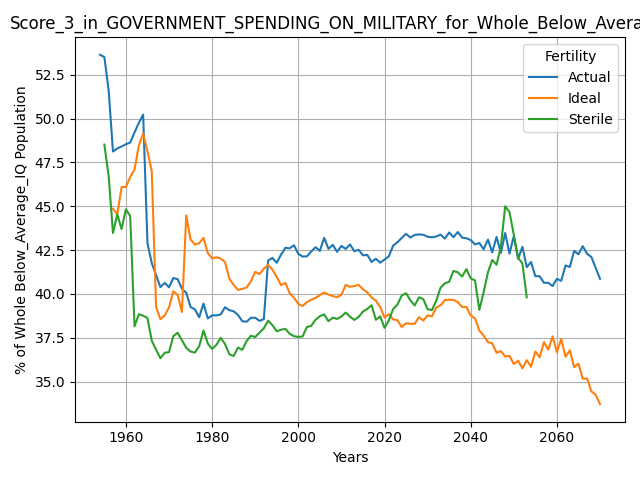 Score_3_in_GOVERNMENT_SPENDING_ON_MILITARY_for_Whole_Below_Avera
52.5
50.0
47.5
45.0
42.5
40.0
37.5
35.0
% of Whole Below_Average_IQ Population
Fertility
Actual
Ideal
Sterile
1960
1980
2000
2020
2040
2060
Years